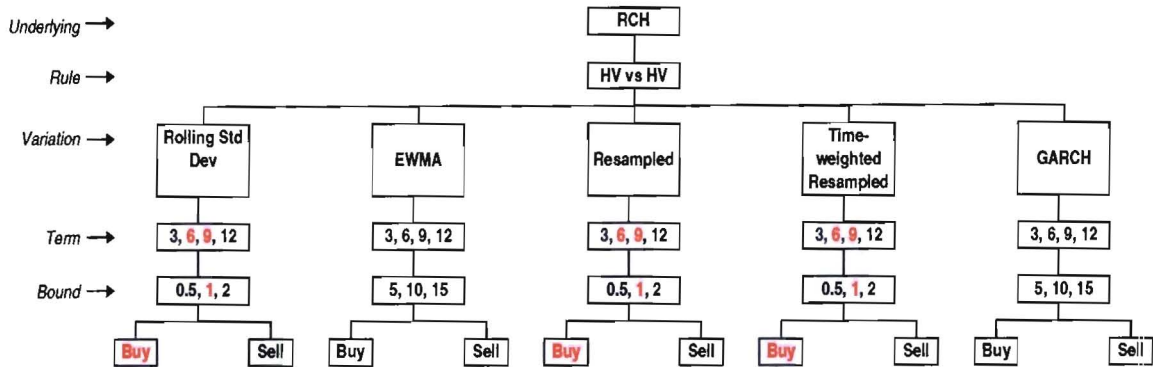 Underlying
RCH
Rule
HV vs HV
Variation
Rolling Std
Dev
EWMA
Resampled
Time-
weighted
Resampled
GARCH
Term
3, 6, 9, 12
3, 6, 9, 12
3, 6, 9, 12
3, 6, 9, 12
3, 6, 9, 12
Bound
0.5, 1, 2
5, 10, 15
0.5, 1, 2
0.5, 1, 2
5, 10, 15
Buy
Sell
Buy
Sell
Buy
Sell
Buy
Sell
Buy
Sell